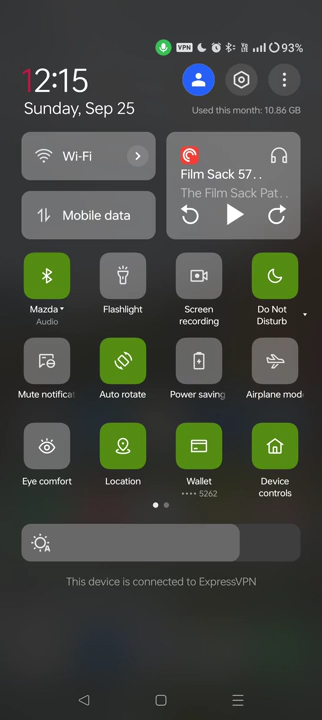 VPN 93%
12:15
Sunday, Sep 25
Used this month: 10.86 GB
Wi-Fi
Film Sack 57..
The Film Sack Pat..
Mobile data
Mazda
Audio
Flashlight
Screen
recording
Do Not
Disturb
Mute notificat
Auto rotate
Power saving
Airplane mod
Eye comfort
Location
Wallet
•••• 5262
Device
controls
A
This device is connected to ExpressVPN